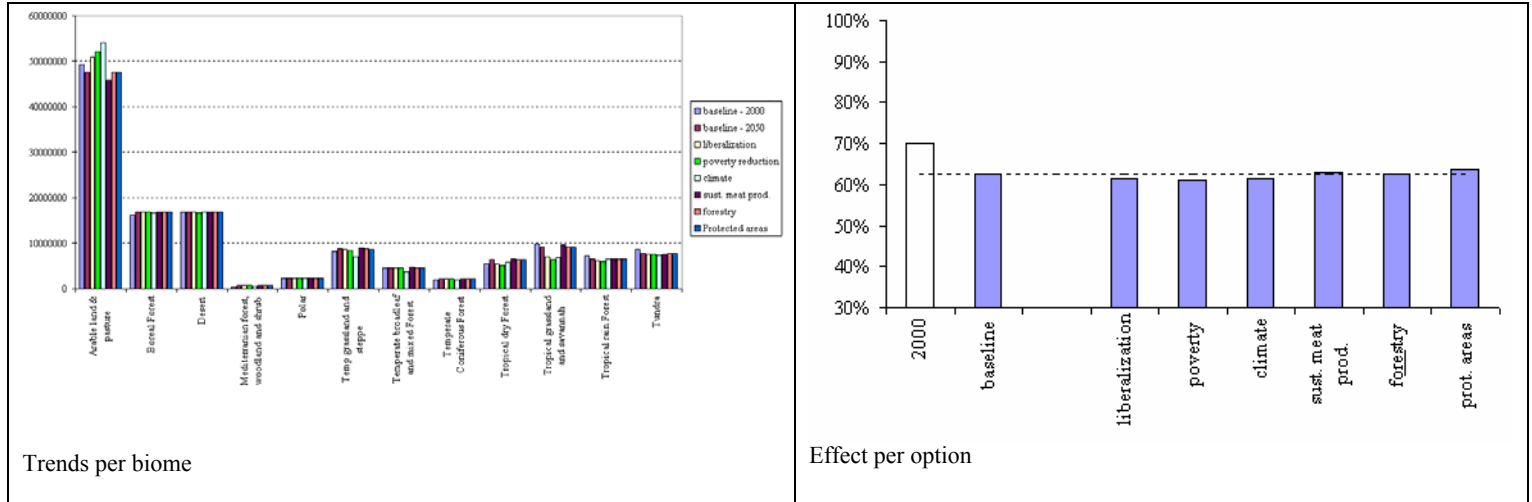 60000000
50000000
40000000
30000000
20000000
10000000
0
Arable land &
pasture
Boreal Forest
Desert
Mediterranean forest,
woodland and shrub
Polar
Temp grassland and
steppe
Temperate broadleaf
and mixed Forest
Temperate
Coniferous Forest
Tropical dry Forest
Tropical grassland
and savannah
Tropical rain Forest
Tundra
baseline - 2000
baseline - 2050
liberalization
poverty reduction
climate
sust. meat prod.
forestry
Protected areas
Trends per biome
100%
90%
80%
70%
60%
50%
40%
30%
2000
baseline
liberalization
poverty
climate
sust. meat
prod.
forestry
prot. areas
Effect per option